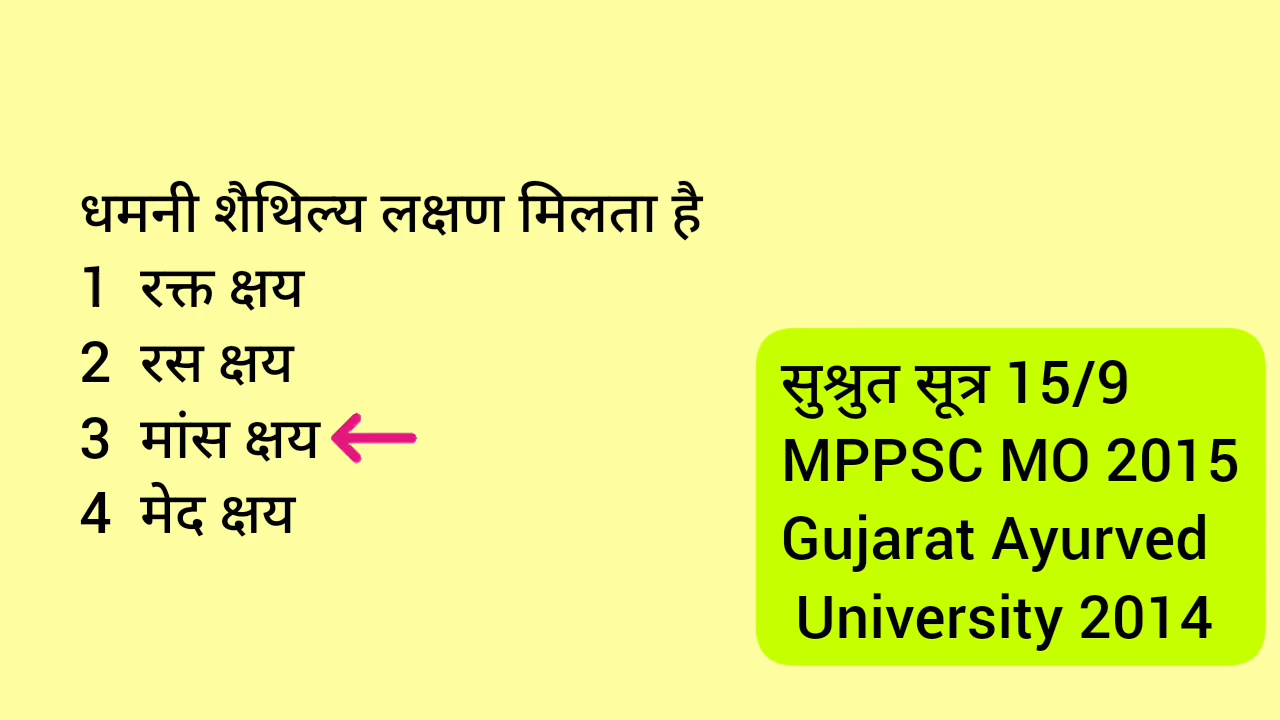 धमनी शैथिल्य लक्षण मिलता है
1 रक्त क्षय
2 रस क्षय
3 मांस क्षय
4 मेद क्षय
सुश्रुत सूत्र 15/9
MPPSC MO 2015
Gujarat Ayurved
University 2014